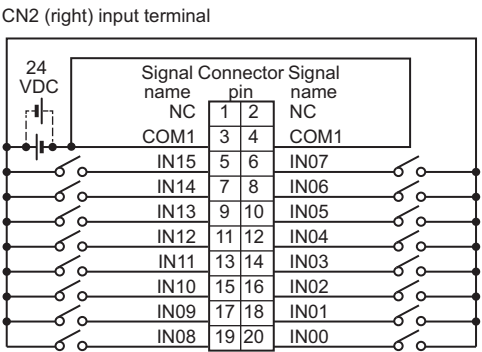 CN2 (right) input terminal
24
VDC
Signal Connector Signal
name pin name
NC 1 2 NC
COM1 3 4 COM1
IN15 5 6 IN07
IN14 7 8 IN06
IN13 9 10 IN05
IN12 11 12 IN04
IN11 13 14 IN03
IN10 15 16 IN02
IN09 17 18 IN01
IN08 19 20 IN00